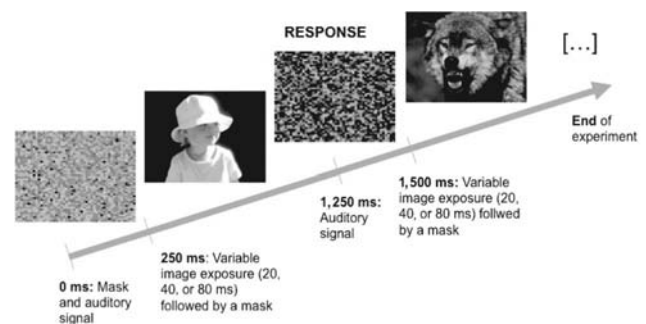 RESPONSE
[...]
End of
experiment
1,500 ms: Variable
image exposure (20,
40, or 80 ms) follwed
by a mask
1,250 ms:
Auditory
signal
250 ms: Variable
image exposure (20,
40, or 80 ms)
followed by a mask
0 ms: Mask
and auditory
signal